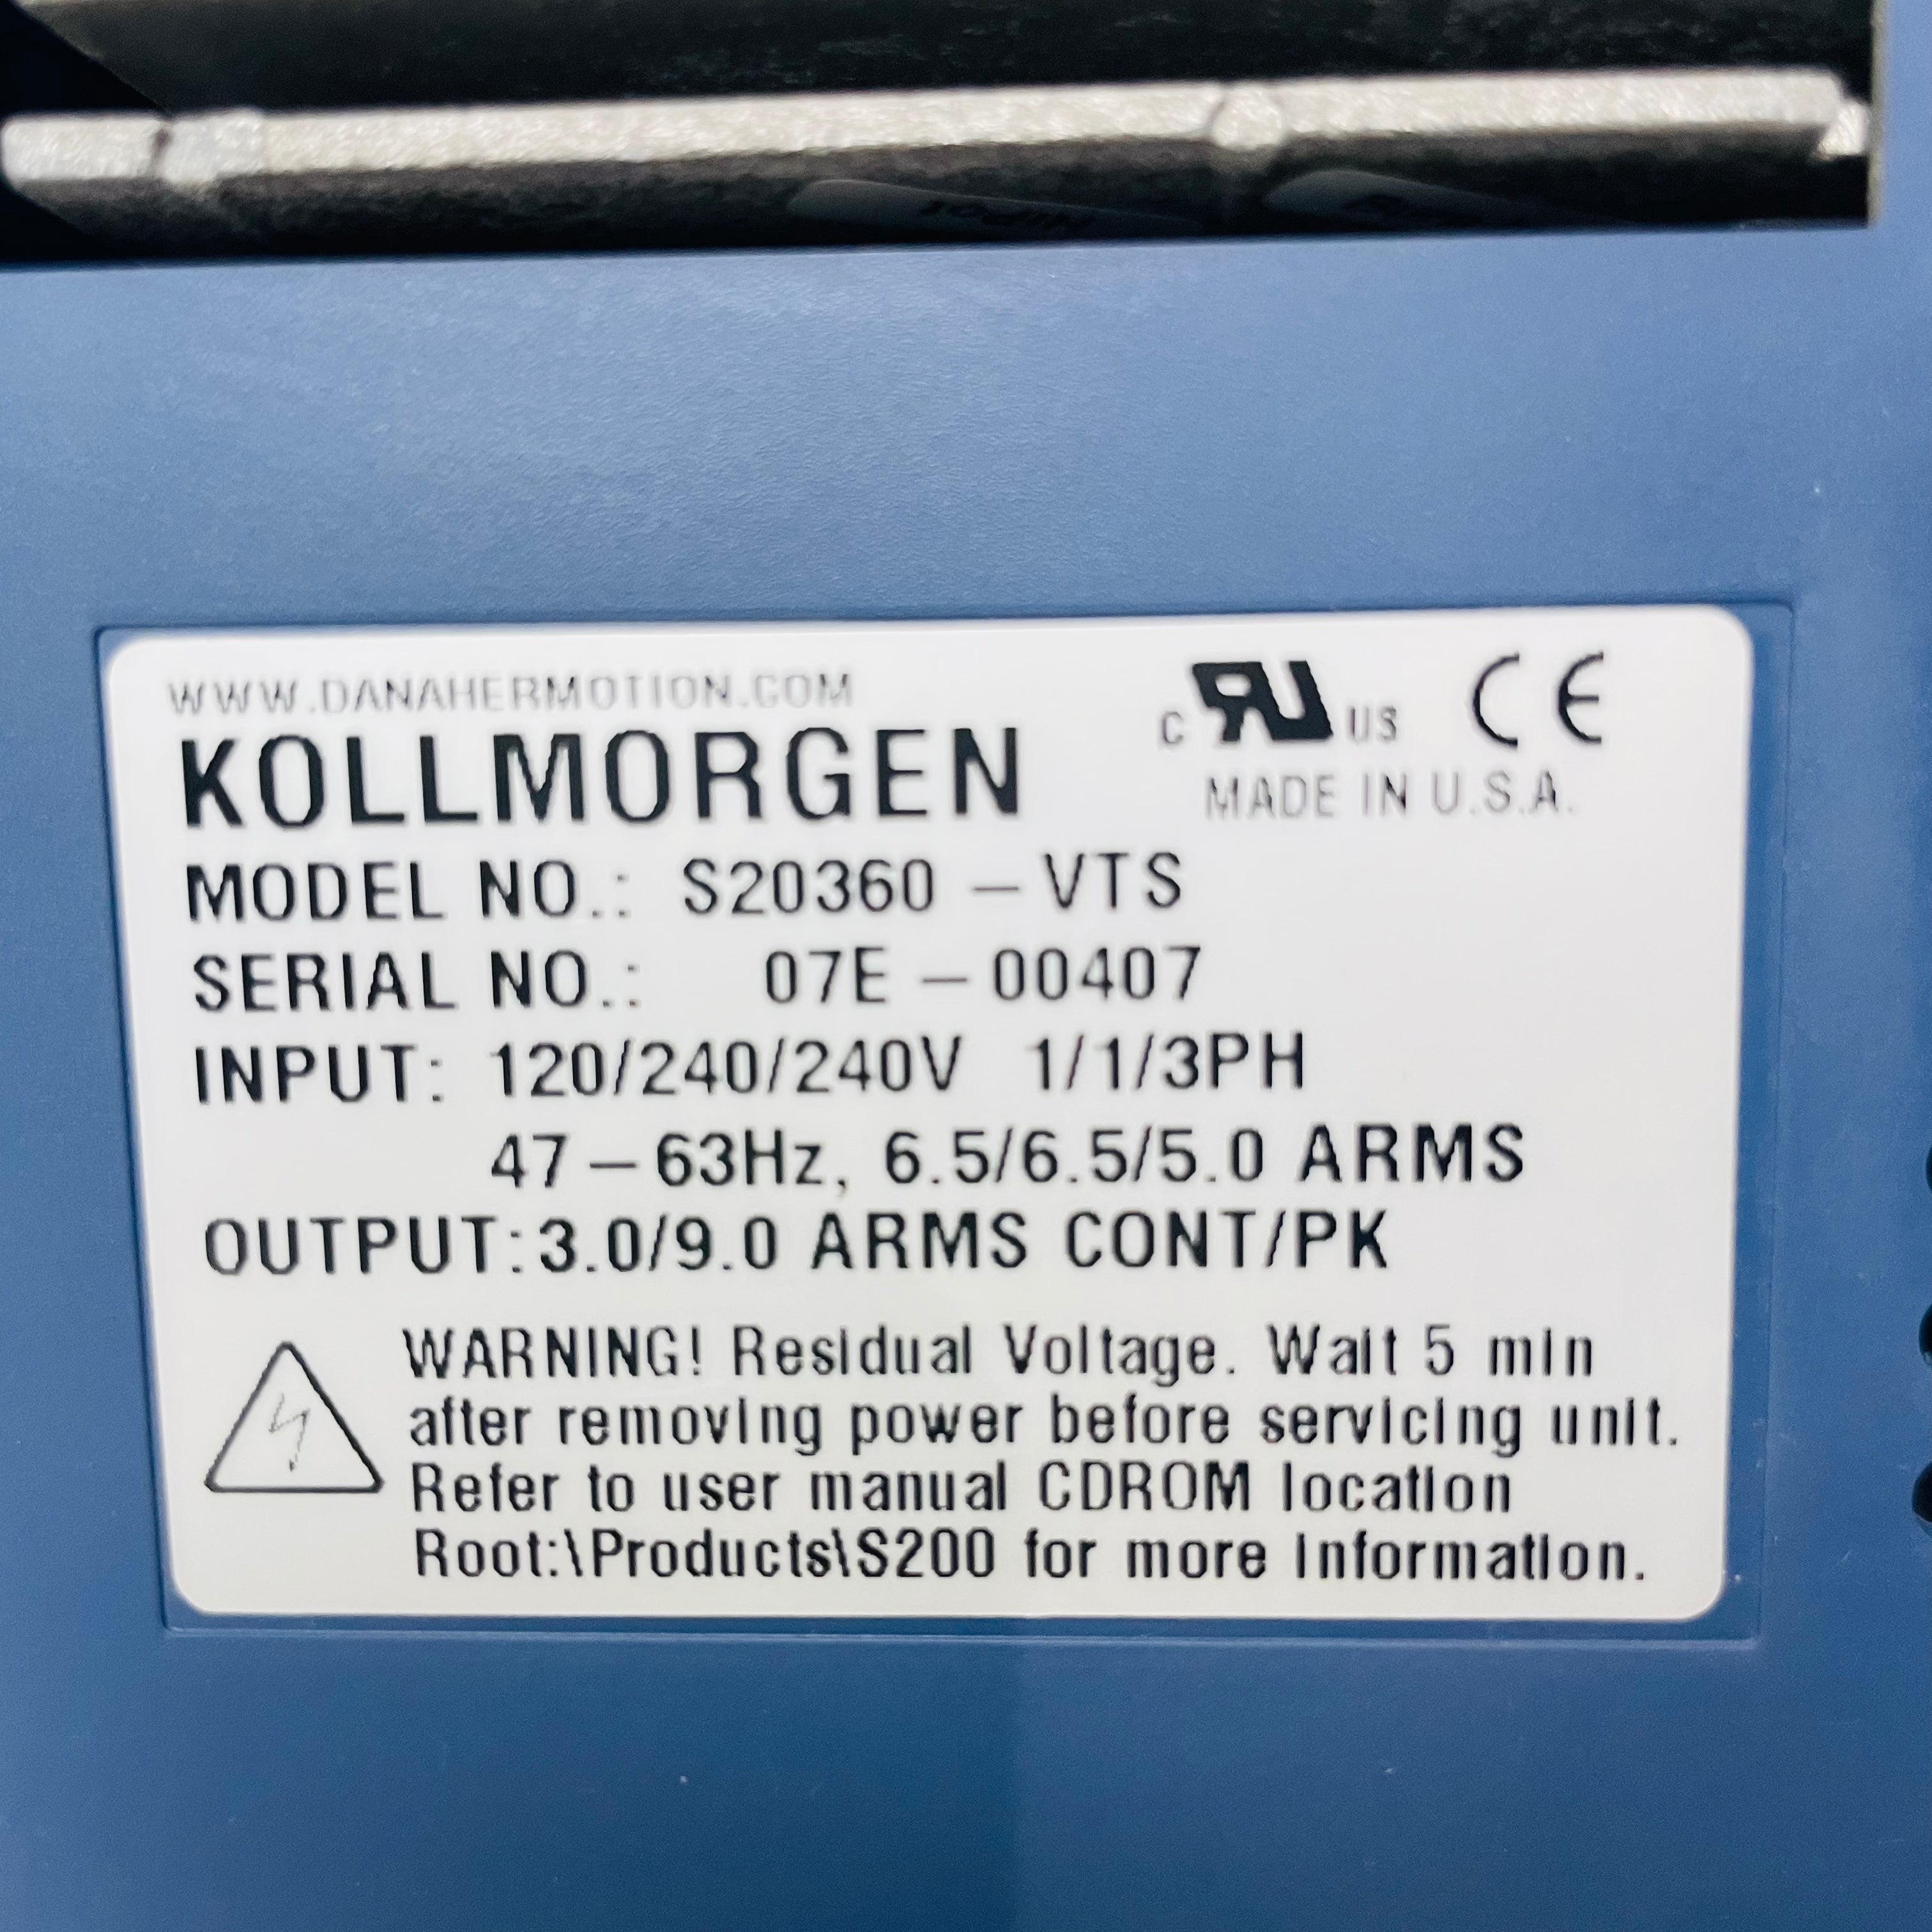 WWW.DANAHERMOTION.COM
KOLLMORGEN
C RU US CE
MADE IN U.S.A.
MODEL NO.: S20360 – VTS
SERIAL NO.: 07E – 00407
INPUT: 120/240/240V 1/1/3PH
47 – 63Hz, 6.5/6.5/5.0 ARMS
OUTPUT: 3.0/9.0 ARMS CONT/PK
WARNING! Residual Voltage. Wait 5 min
after removing power before servicing unit.
Refer to user manual CDROM location
Root:\Products\S200 for more information.